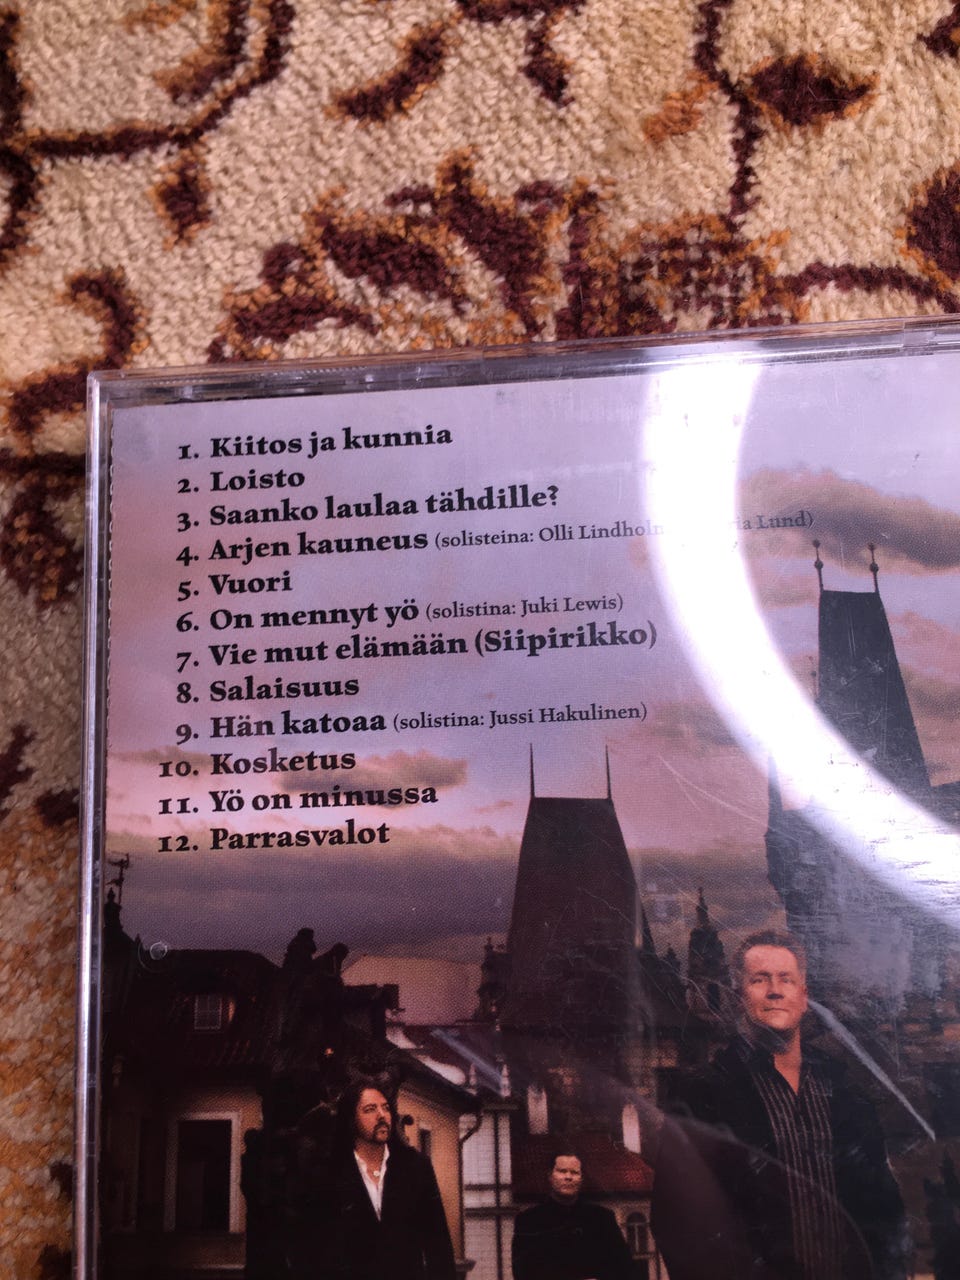 1. Kiitos ja kunnia
2. Loisto
3. Saanko laulaa tähdille?
4. Arjen kauneus (solisteina: Olli Lindholm Lund)
5. Vuori
6. On mennyt yö (solistina: Juki Lewis)
7. Vie mut elämään (Siipirikko)
8. Salaisuus
9. Hän katoaa (solistina: Jussi Hakulinen)
10. Kosketus
11. Yö on minussa
12. Parrasvalot